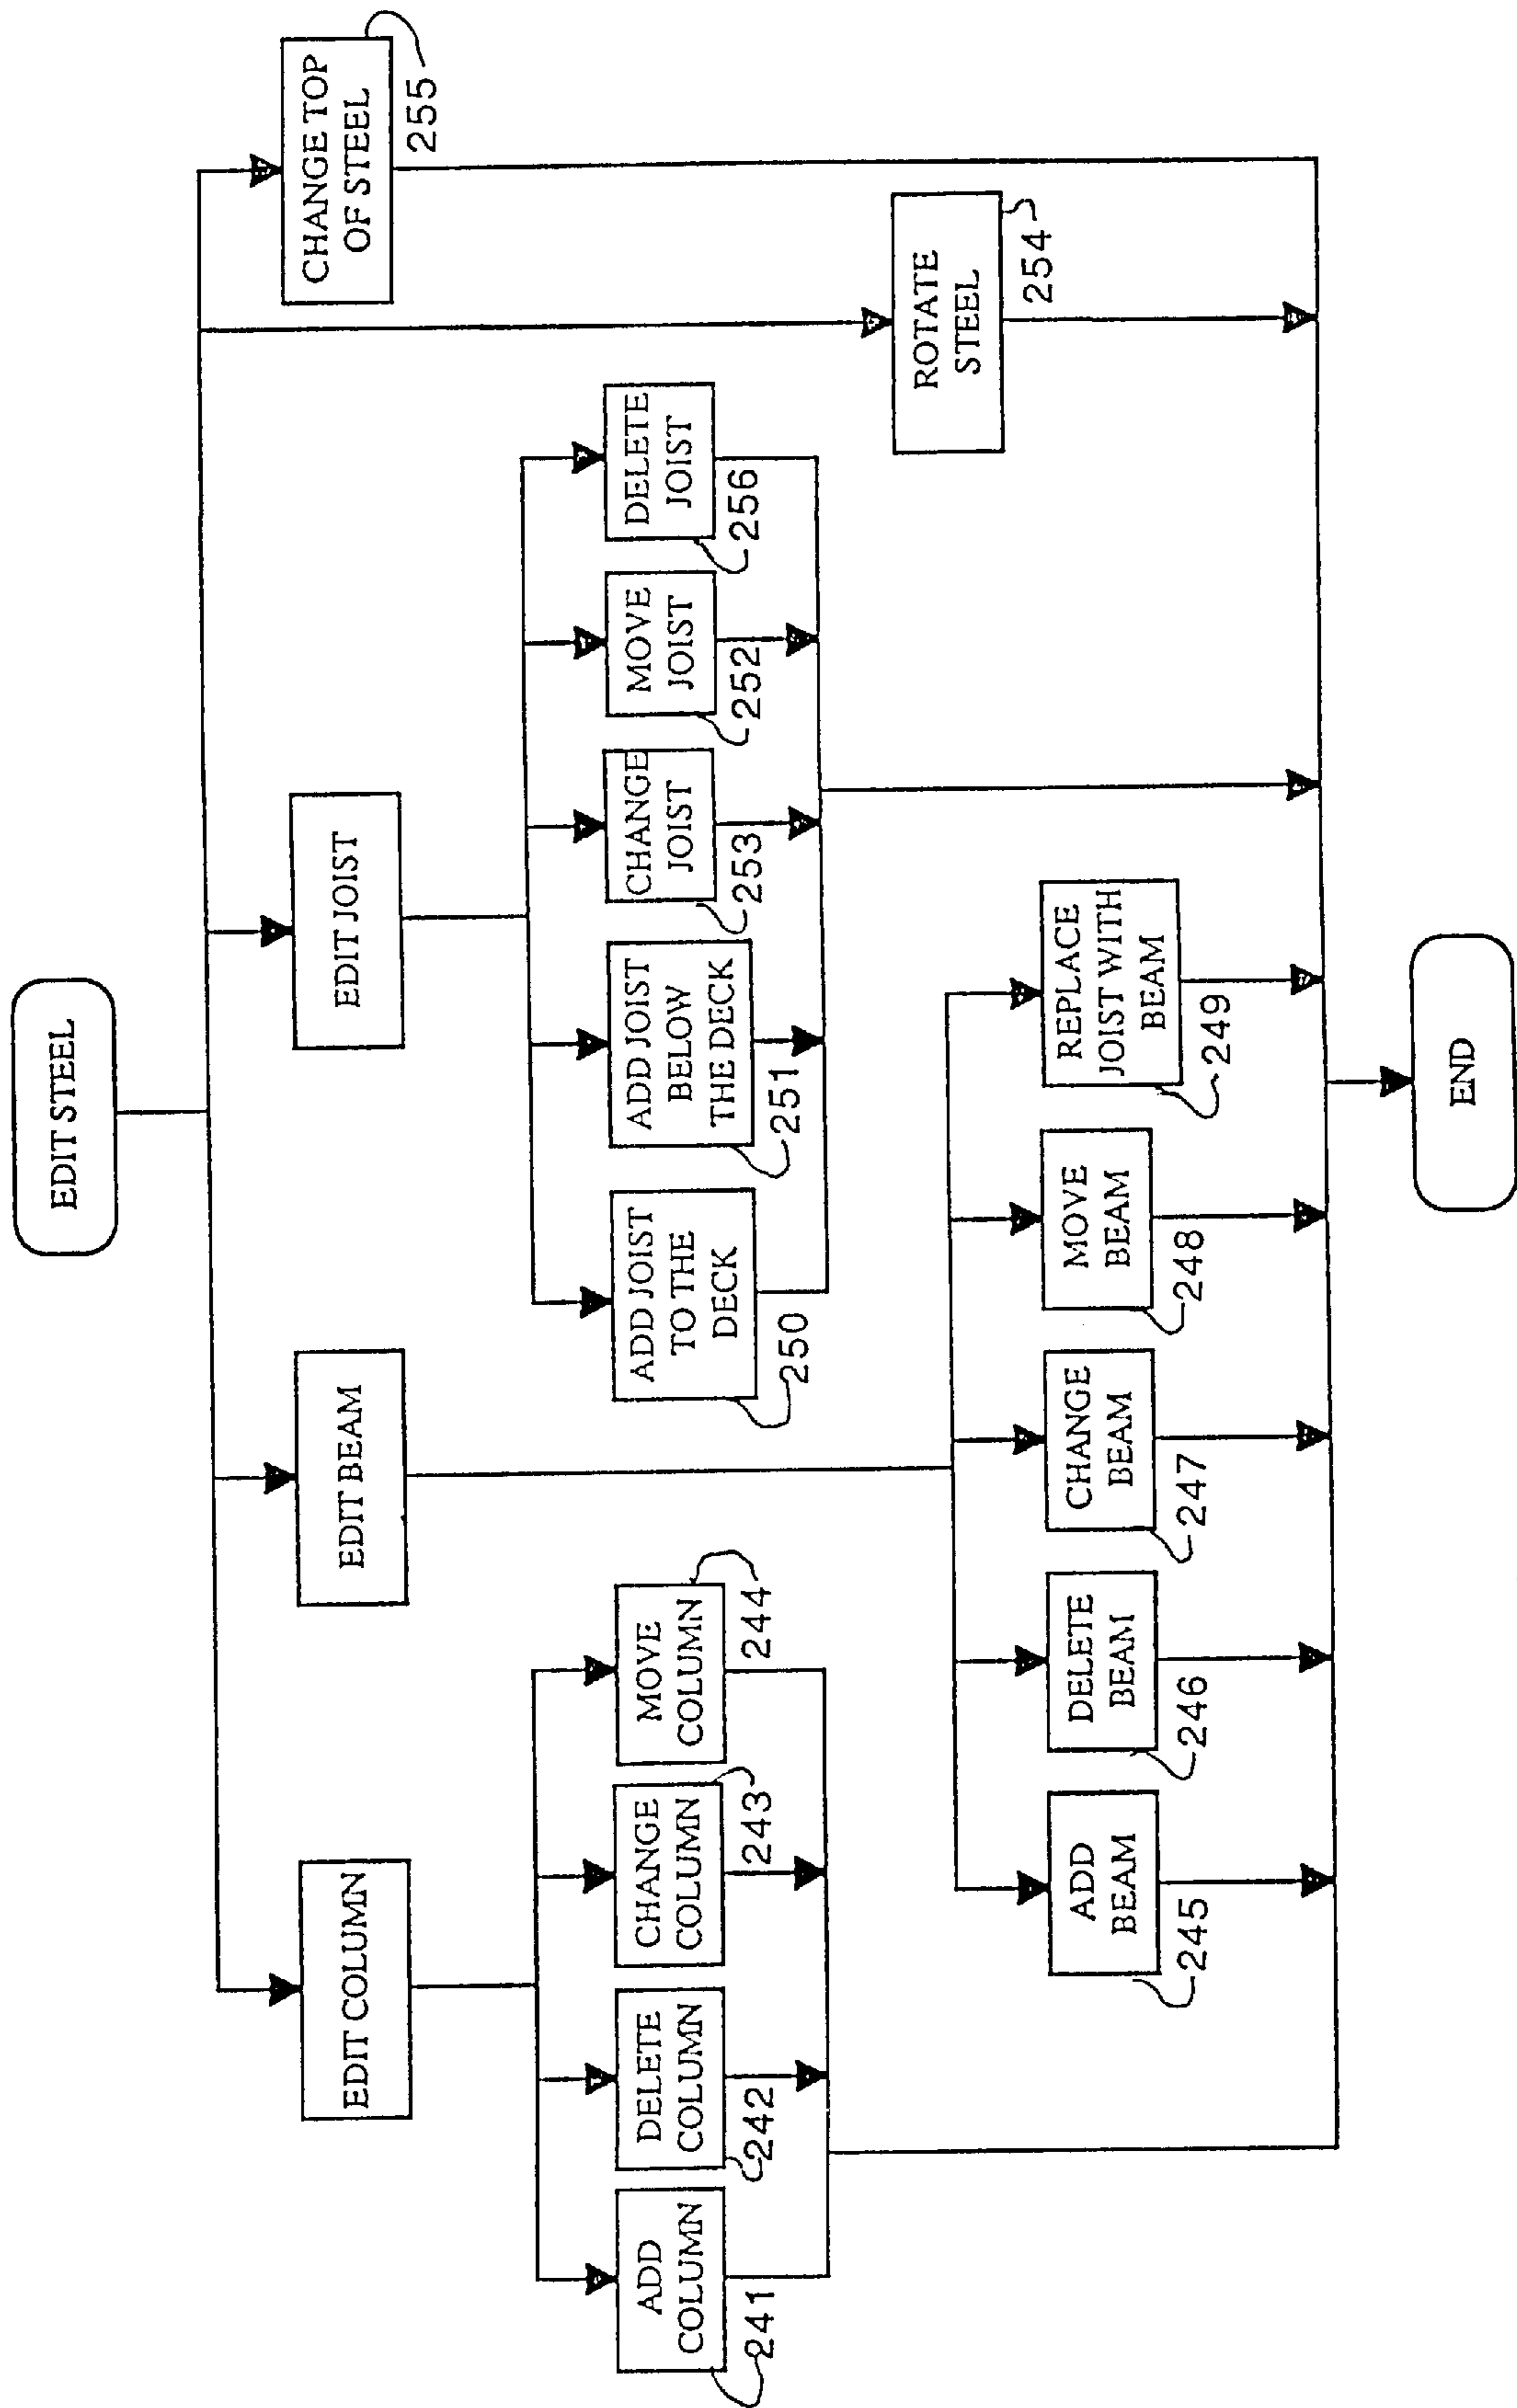 EDIT STEEL
EDIT COLUMN
EDIT BEAM
EDIT JOIST
CHANGE TOP
OF STEEL
255
ADD
COLUMN
241
DELETE
COLUMN
242
CHANGE
COLUMN
243
MOVE
COLUMN
244
ADD JOIST
TO THE
DECK
250
ADD JOIST
BELOW
THE DECK
251
CHANGE
JOIST
253
MOVE
JOIST
252
DELETE
JOIST
256
ROTATE
STEEL
254
ADD
BEAM
245
DELETE
BEAM
246
CHANGE
BEAM
247
MOVE
BEAM
248
REPLACE
JOIST WITH
BEAM
249
END